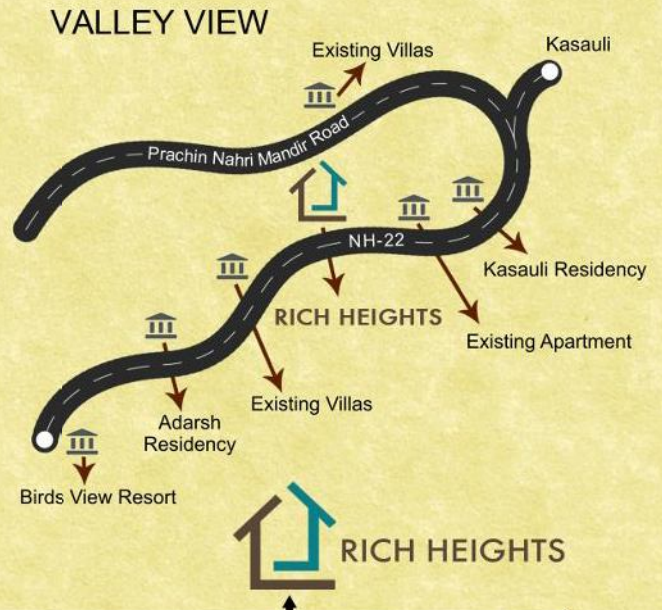 VALLEY VIEW
Existing Villas
Kasauli
Prachin Nahri Mandir Road
NH-22
Kasauli Residency
RICH HEIGHTS
Existing Apartment
Existing Villas
Adarsh
Residency
Birds View Resort
RICH HEIGHTS